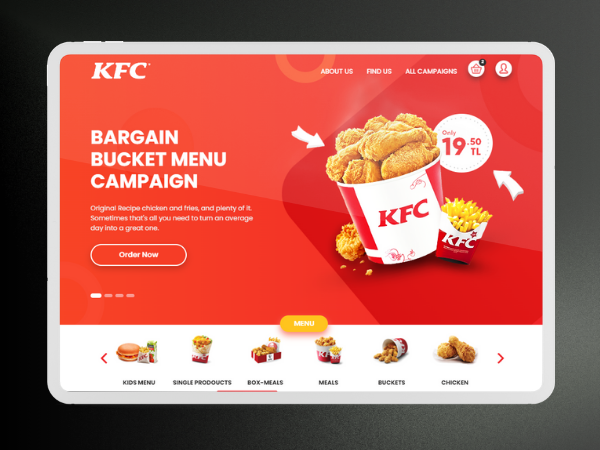 KFC
ABOUT US
FIND US
ALL CAMPAIGNS
2
BARGAIN
BUCKET MENU
CAMPAIGN
Original Recipe chicken and fries, and plenty of it.
Sometimes that's all you need to turn an average
day into a great one.
Order Now
Only
19.50
TL
KFC
KFC
MENU
KIDS MENU
SINGLE PRODOUCTS
BOX-MEALS
MEALS
BUCKETS
CHICKEN